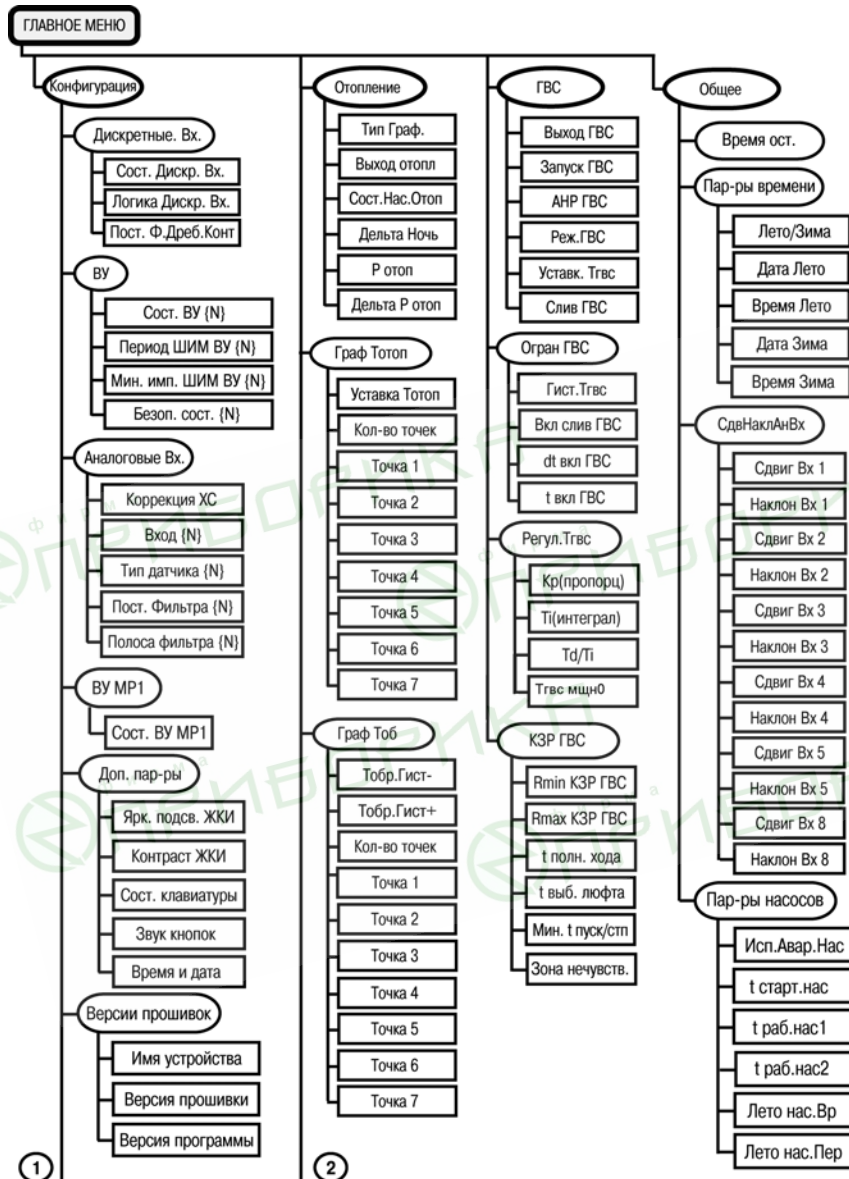 ГЛАВНОЕ МЕНЮ
Конфигурация
Дискретные. Вх.
Сост. Дискр. Вх.
Логика Дискр. Вх.
Пост. Ф.Дреб.Конт
ВУ
Сост. ВУ {N}
Период ШИМ ВУ {N}
Мин. имп. ШИМ ВУ {N}
Безоп. сост. {N}
Аналоговые Вх.
Коррекция ХС
Вход {N}
Тип датчика {N}
Пост. Фильтра {N}
Полоса фильтра {N}
ВУ МР1
Сост. ВУ МР1
Доп. пар-ры
Ярк. подсв. ЖКИ
Контраст ЖКИ
Сост. клавиатуры
Звук кнопок
Время и дата
Версии прошивок
Имя устройства
Версия прошивки
Версия программы
1
Отопление
Тип Граф.
Выход отопл
Сост.Нас.Отоп
Дельта Ночь
Р отоп
Дельта Р отоп
Граф Тотоп
Уставка Тотоп
Кол-во точек
Точка 1
Точка 2
Точка 3
Точка 4
Точка 5
Точка 6
Точка 7
Граф Тоб
Тобр.Гист-
Тобр.Гист+
Кол-во точек
Точка 1
Точка 2
Точка 3
Точка 4
Точка 5
Точка 6
Точка 7
2
ГВС
Выход ГВС
Запуск ГВС
АНР ГВС
Реж.ГВС
Уставк. Тгвс
Слив ГВС
Огран ГВС
Гист.Тгвс
Вкл слив ГВС
dt вкл ГВС
t вкл ГВС
Регул.Тгвс
Кр(пропорц)
Ti(интеграл)
Td/Ti
Тгвс мщн0
КЗР ГВС
Rmin КЗР ГВС
Rmax КЗР ГВС
t полн. хода
t выб. люфта
Мин. t пуск/стп
Зона нечувств.
Общее
Время ост.
Пар-ры времени
Лето/Зима
Дата Лето
Время Лето
Дата Зима
Время Зима
СдвНаклАнВх
Сдвиг Вх 1
Наклон Вх 1
Сдвиг Вх 2
Наклон Вх 2
Сдвиг Вх 3
Наклон Вх 3
Сдвиг Вх 4
Наклон Вх 4
Сдвиг Вх 5
Наклон Вх 5
Сдвиг Вх 8
Наклон Вх 8
Пар-ры насосов
Исп.Авар.Нас
t старт.нас
t раб.нас1
t раб.нас2
Лето нас.Вр
Лето нас.Пер
фирма
ПРИБОРИКА
фирма
ПРИБОРИКА
фирма
ПРИБОРИКА
фирма
ПРИБОРИКА